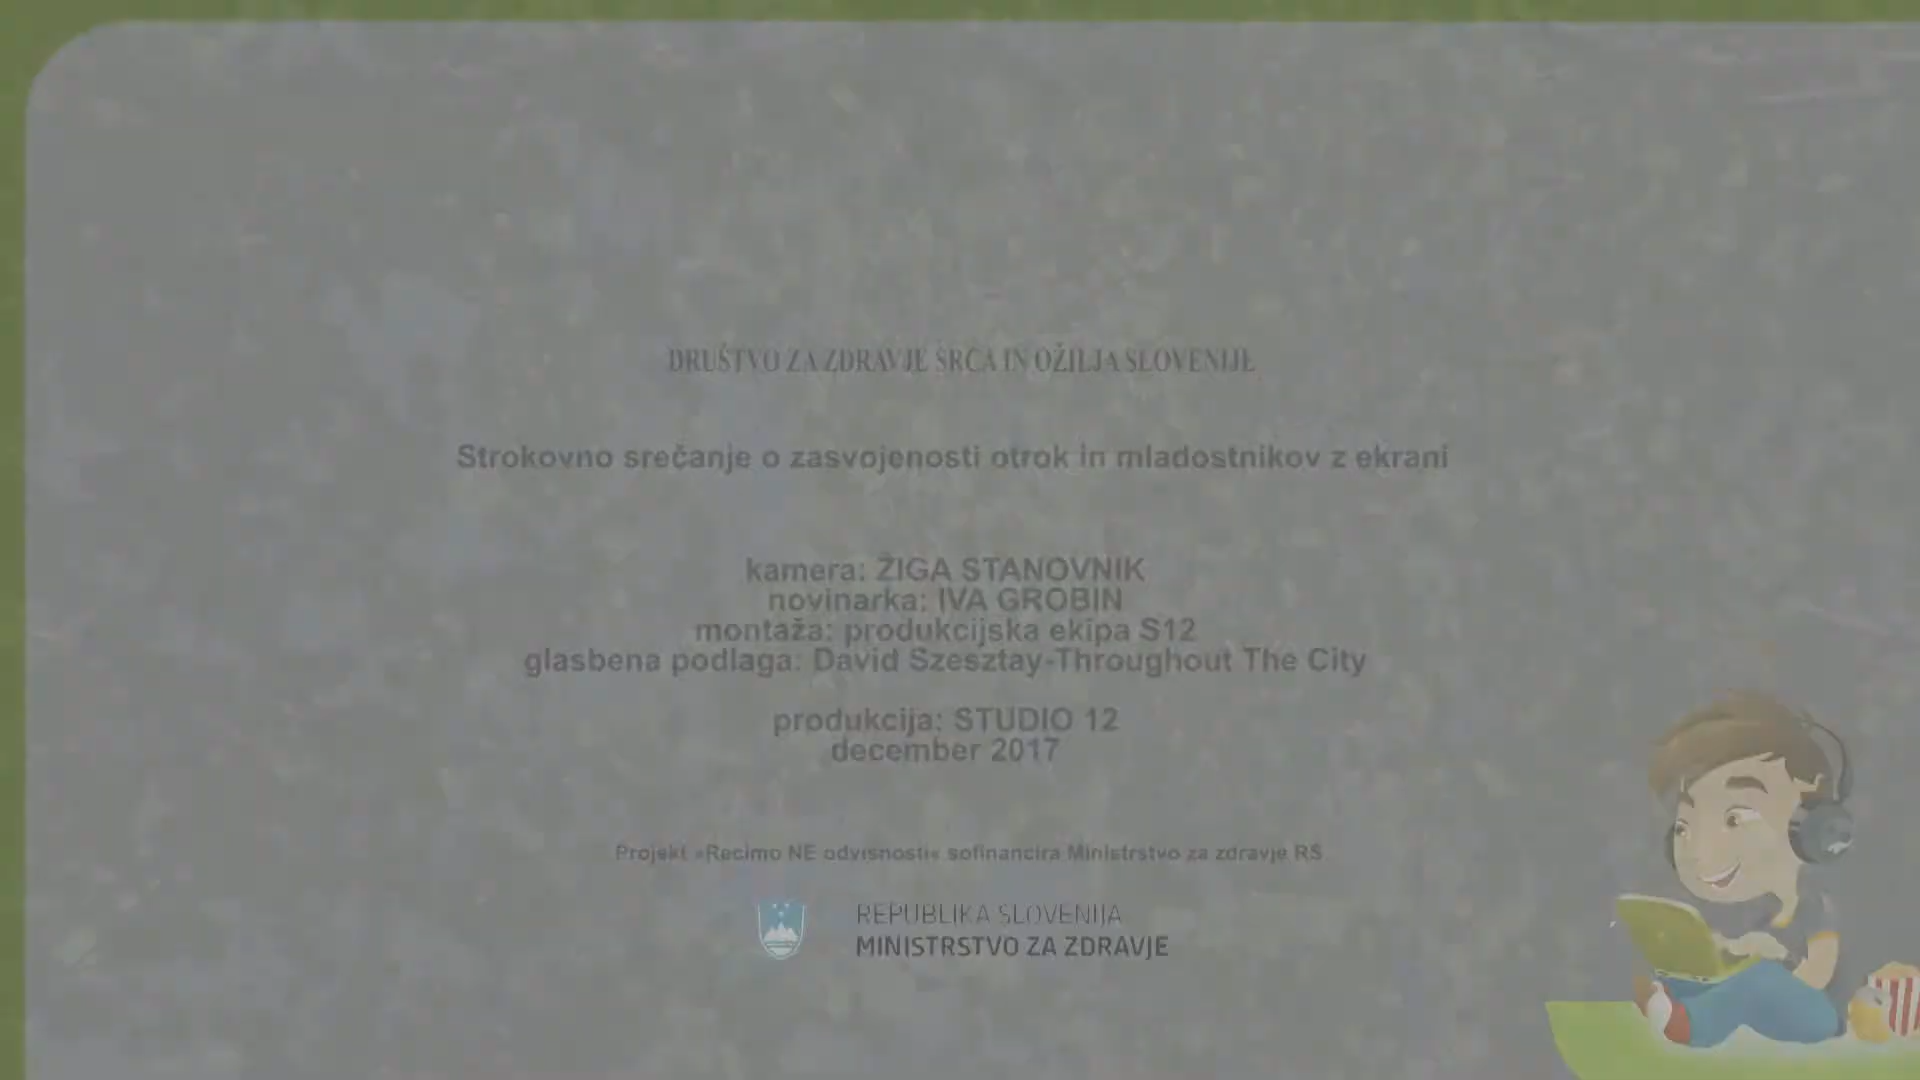 DRUŠTVO ZA ZDRAVJE SRCA IN OŽILJA SLOVENIJE
Strokovno srečanje o zasvojenosti otrok in mladostnikov z ekrani
kamera: ŽIGA STANOVNIK
novinarka: IVA GROBIN
montaža: produkcijska ekipa S12
glasbena podlaga: David Szesztay-Throughout The City
produkcija: STUDIO 12
december 2017
Projekt »Recimo NE odvisnosti« sofinancira Ministrstvo za zdravje RS
REPUBLIKA SLOVENIJA
MINISTRSTVO ZA ZDRAVJE